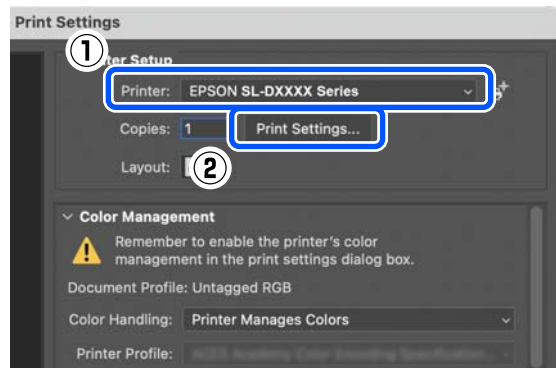 Print Settings
①
ter Setup
Printer: EPSON SL-DXXXX Series
Copies: 1 Print Settings...
②
Layout:
Color Management
Remember to enable the printer's color
management in the print settings dialog box.
Document Profile: Untagged RGB
Color Handling: Printer Manages Colors
Printer Profile: